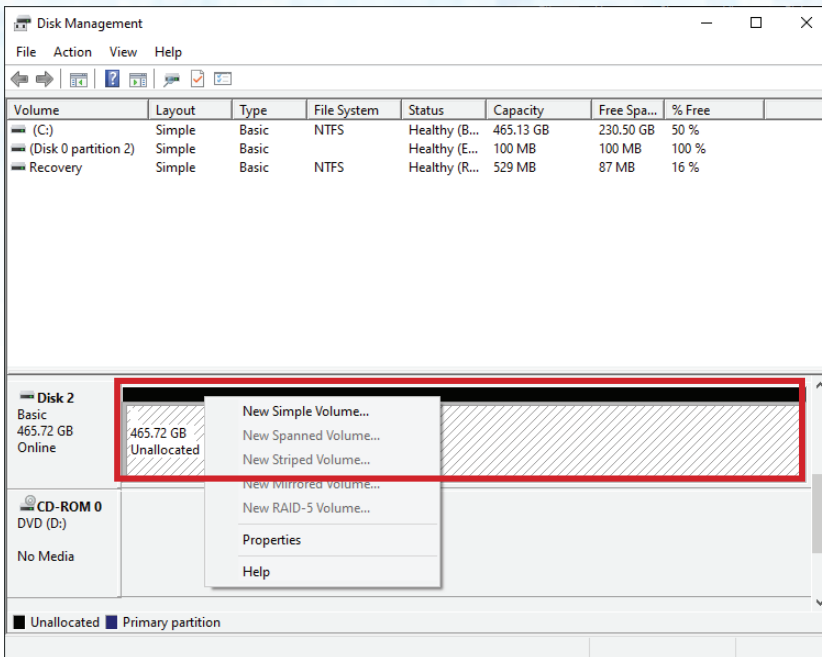 Disk Management
File Action View Help
Volume Layout Type File System Status Capacity Free Spa... % Free
(C:) Simple Basic NTFS Healthy (B... 465.13 GB 230.50 GB 50 %
(Disk 0 partition 2) Simple Basic Healthy (E... 100 MB 100 MB 100 %
Recovery Simple Basic NTFS Healthy (R... 529 MB 87 MB 16 %
Disk 2
Basic
465.72 GB
Online
465.72 GB
Unallocated
New Simple Volume...
New Spanned Volume...
New Striped Volume...
New Mirrored Volume...
New RAID-5 Volume...
Properties
Help
CD-ROM 0
DVD (D:)
No Media
Unallocated Primary partition